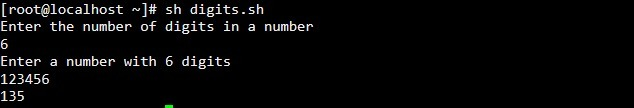 [root@localhost ~]# sh digits.sh
Enter the number of digits in a number
6
Enter a number with 6 digits
123456
135